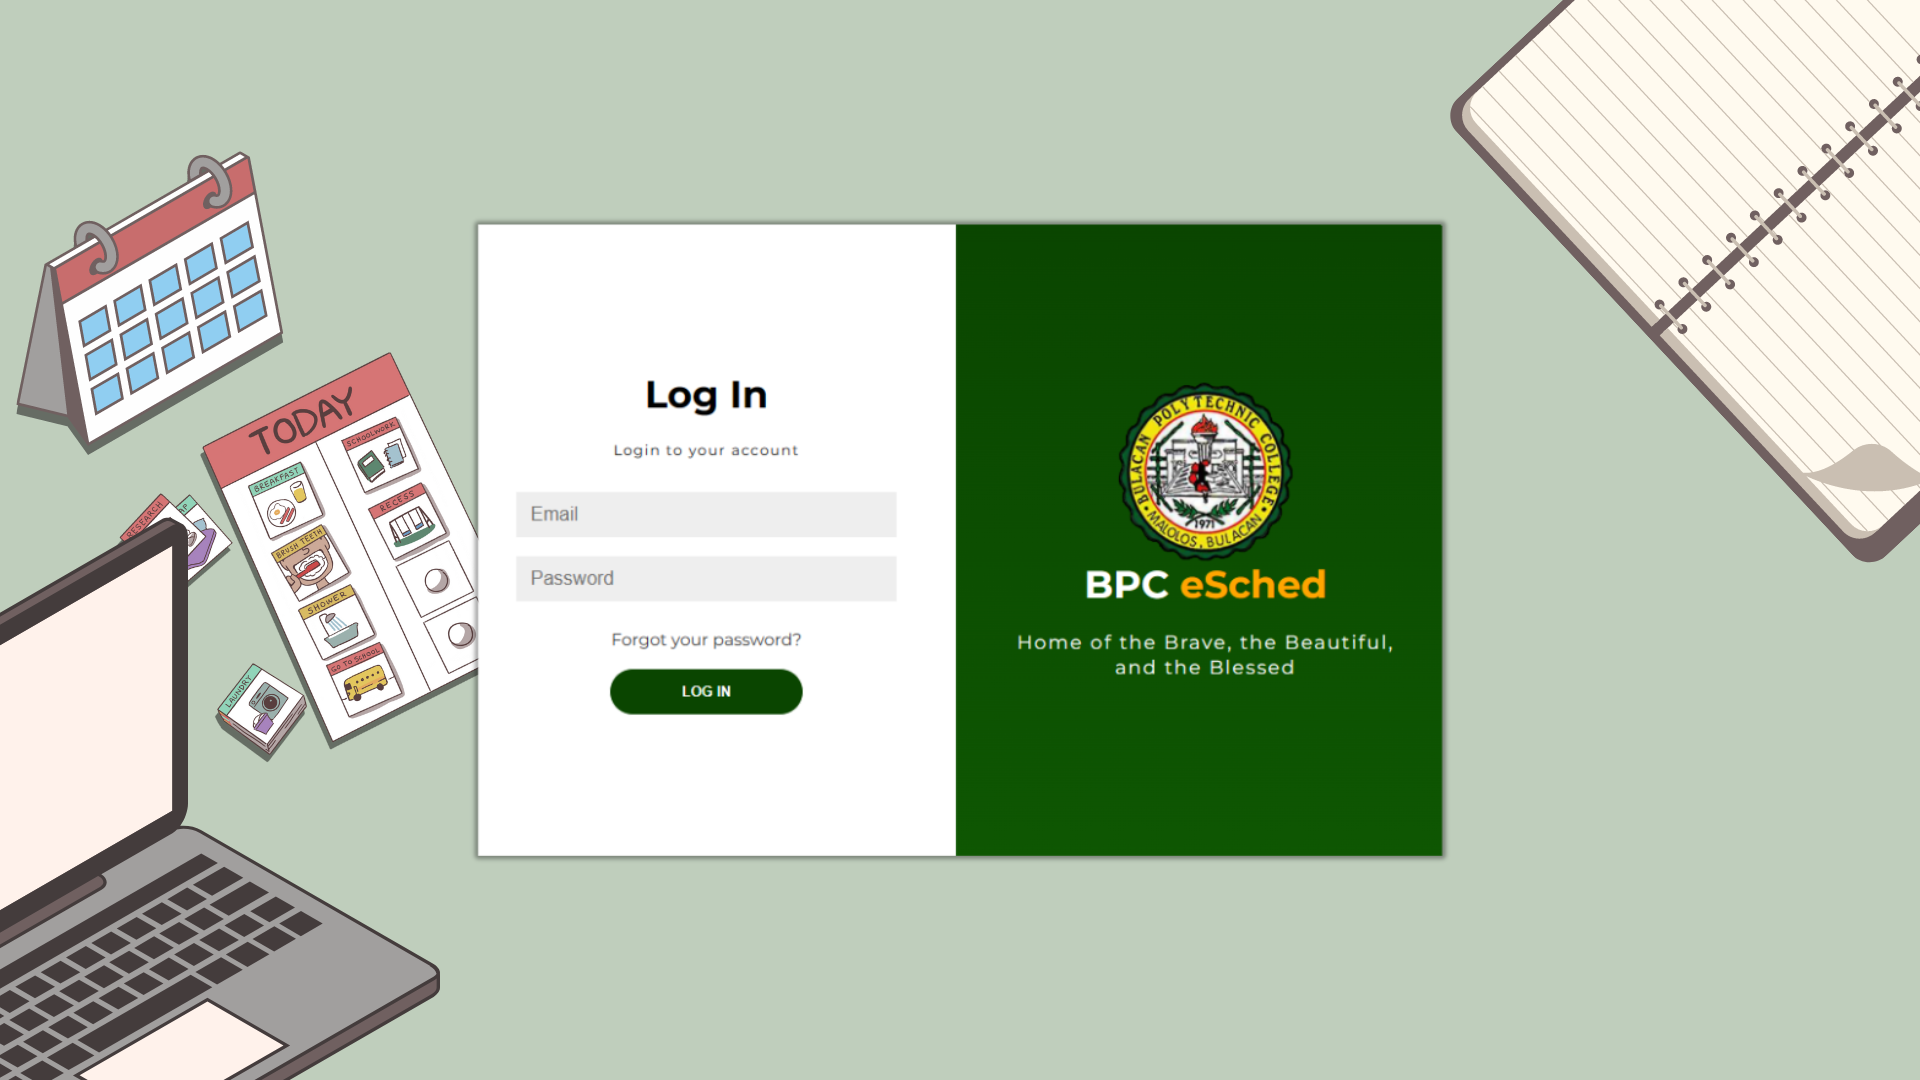 TODAY
SCHOOLWORK
BREAKFAST
RECESS
BRUSH TEETH
SHOWER
GO TO SCHOOL
LAUNDRY
Log In
Login to your account
Email
Password
Forgot your password?
LOG IN
BULACAN POLYTECHNIC COLLEGE
1971
MALOLOS, BULACAN
BPC eSched
Home of the Brave, the Beautiful,
and the Blessed